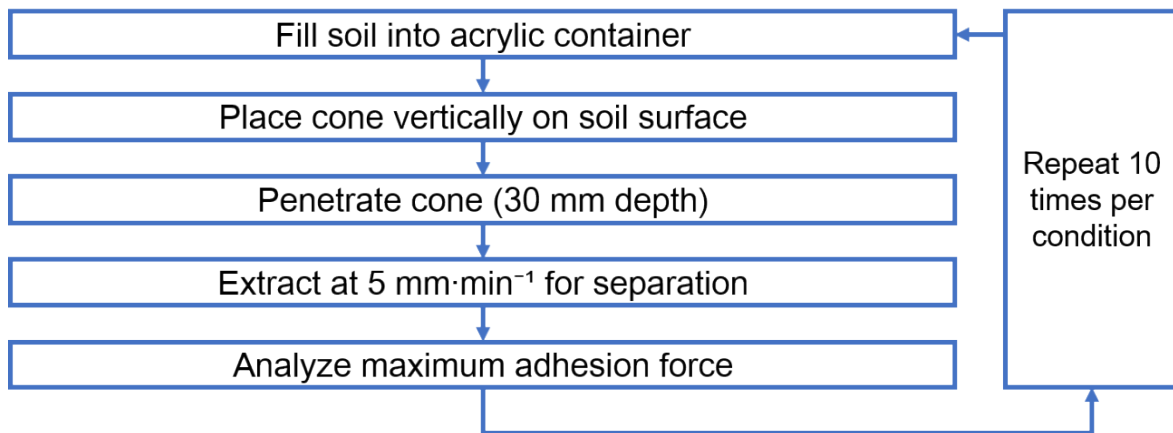 Fill soil into acrylic container
Place cone vertically on soil surface
Penetrate cone (30 mm depth)
Extract at 5 mm·min⁻¹ for separation
Analyze maximum adhesion force
Repeat 10
times per
condition